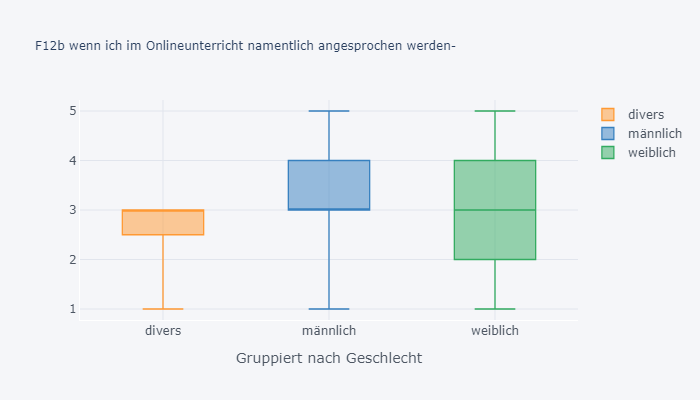 F12b wenn ich im Onlineunterricht namentlich angesprochen werden-
5
4
3
2
1
divers
männlich
weiblich
Gruppiert nach Geschlecht
divers
männlich
weiblich